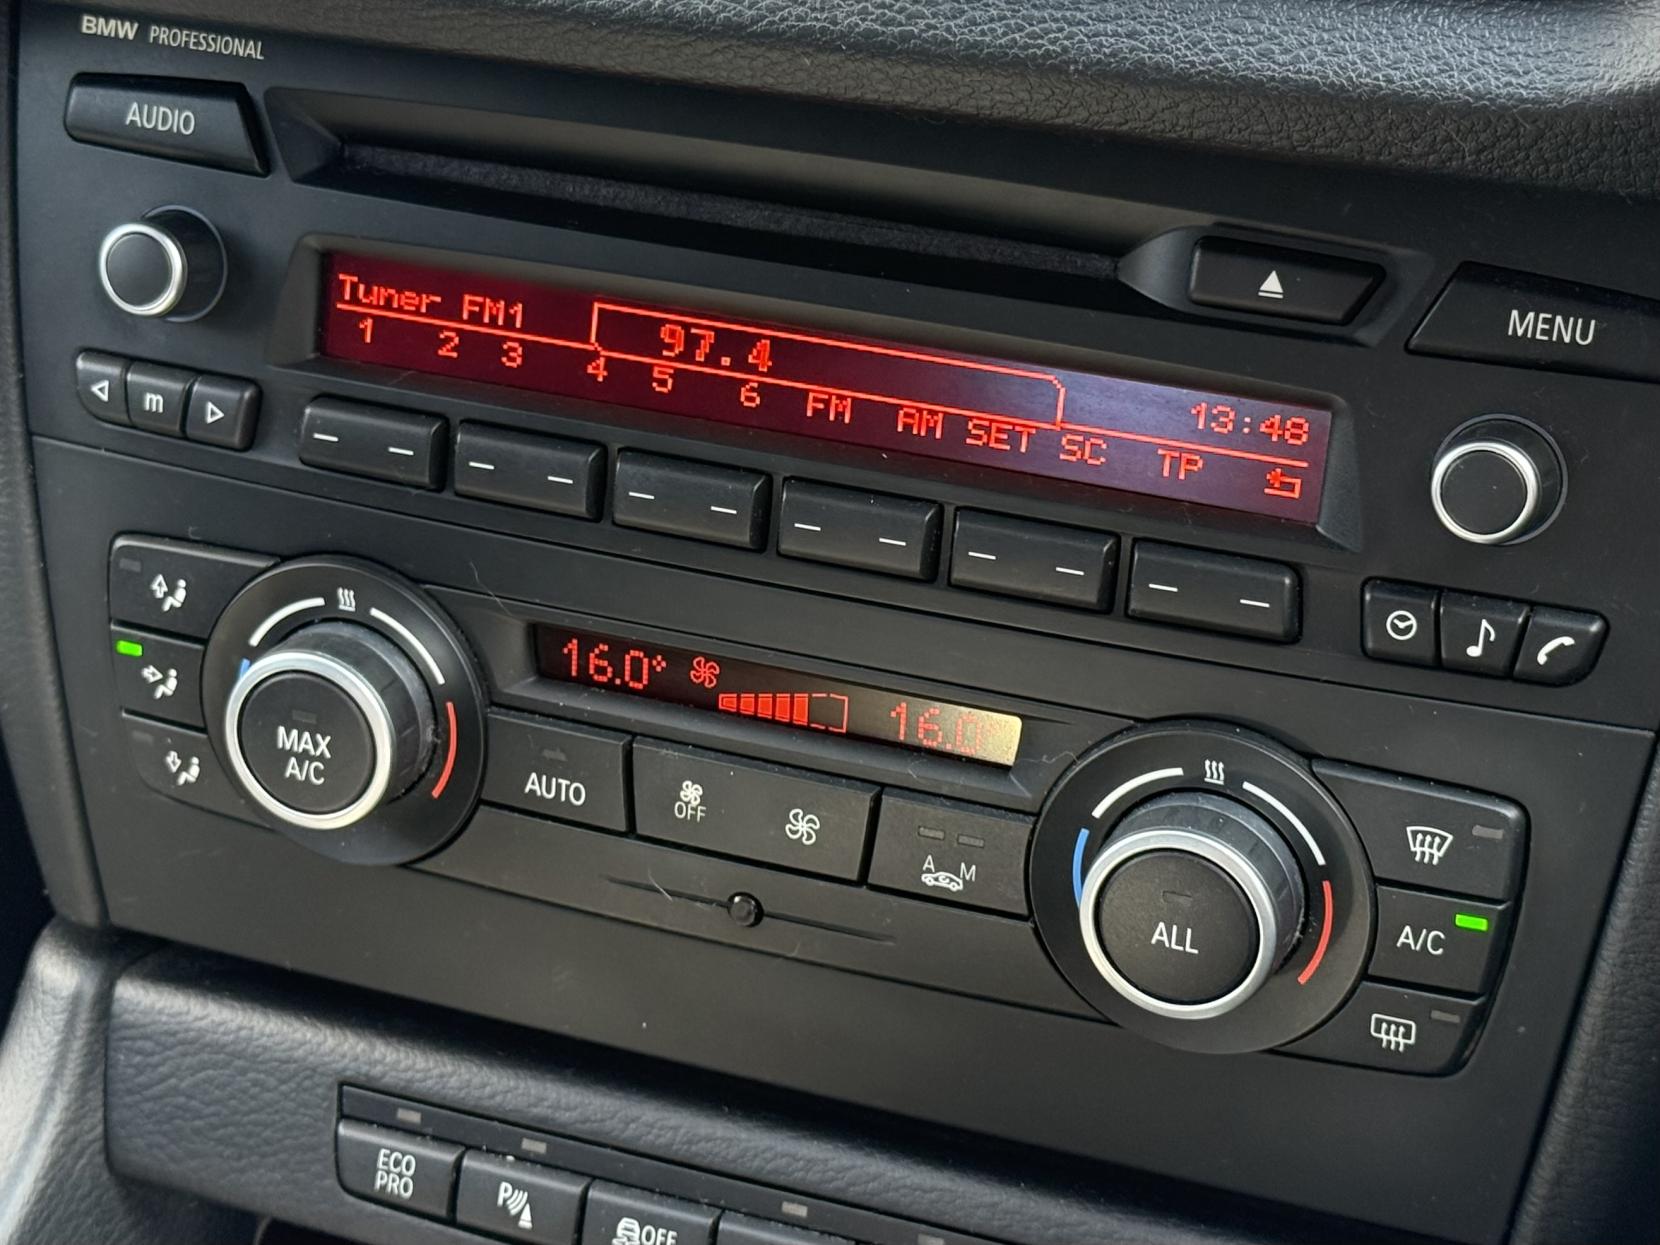 BMW PROFESSIONAL
AUDIO
MENU
Tuner FM1
97.4
13:48
1 2 3 4 5 6 FM AM SET SC TP
m
16.0°
16.0°
MAX
A/C
AUTO
OFF
A M
ALL
A/C
ECO
PRO
P
OFF